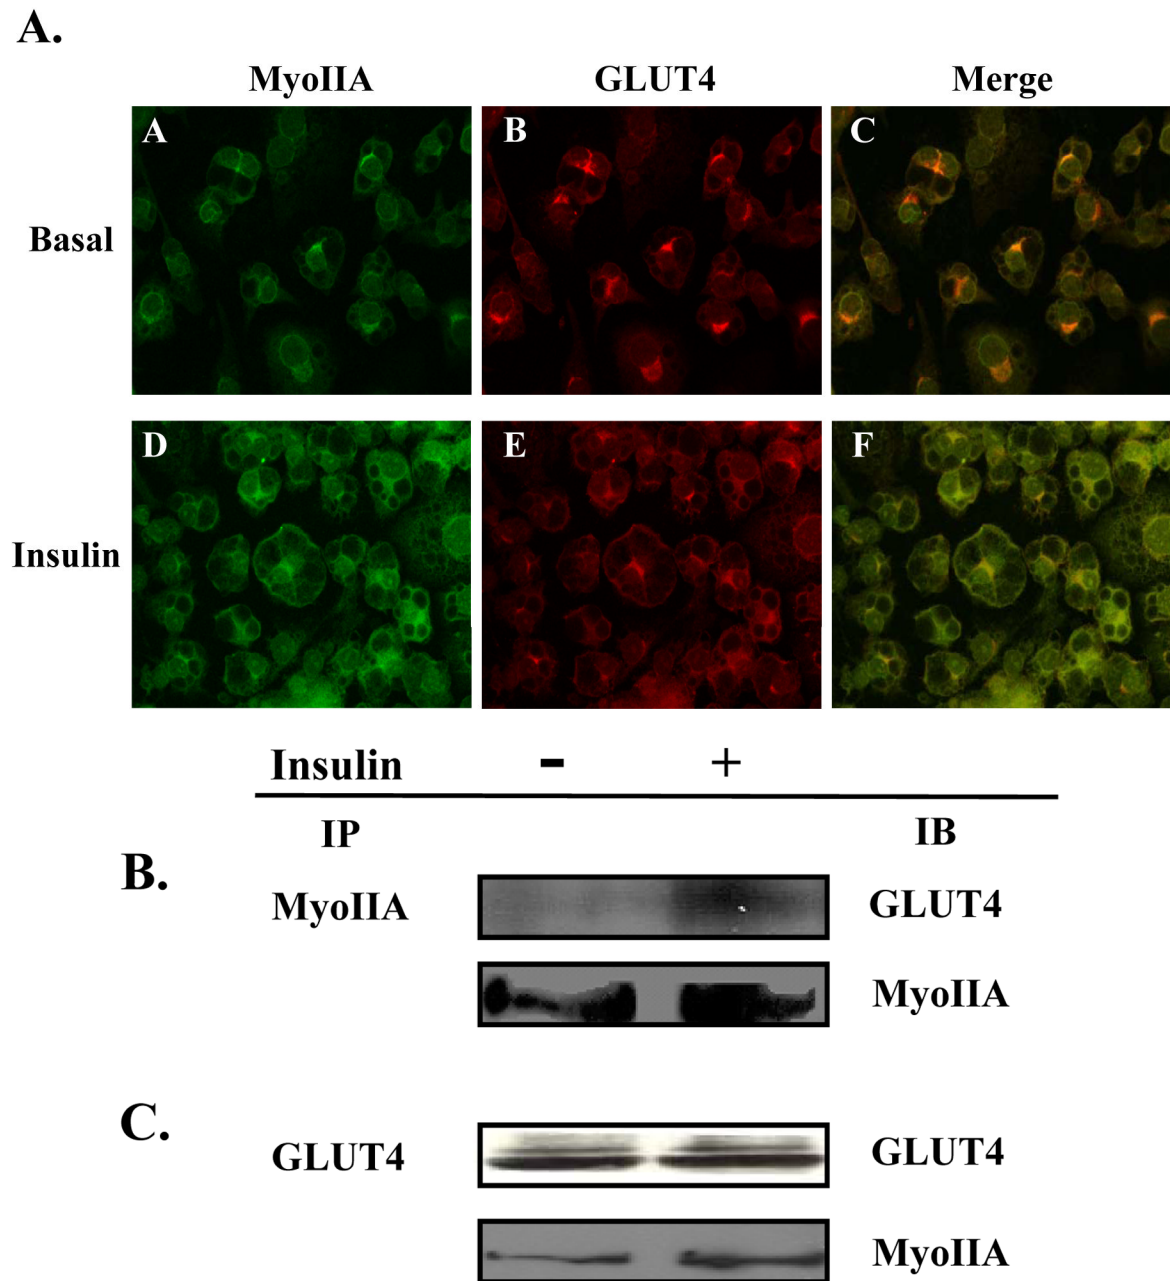 A.
MyoIIA GLUT4 Merge
Basal A B C
Insulin D E F
Insulin - +
IP IB
B.
MyoIIA GLUT4
MyoIIA
C.
GLUT4 GLUT4
MyoIIA